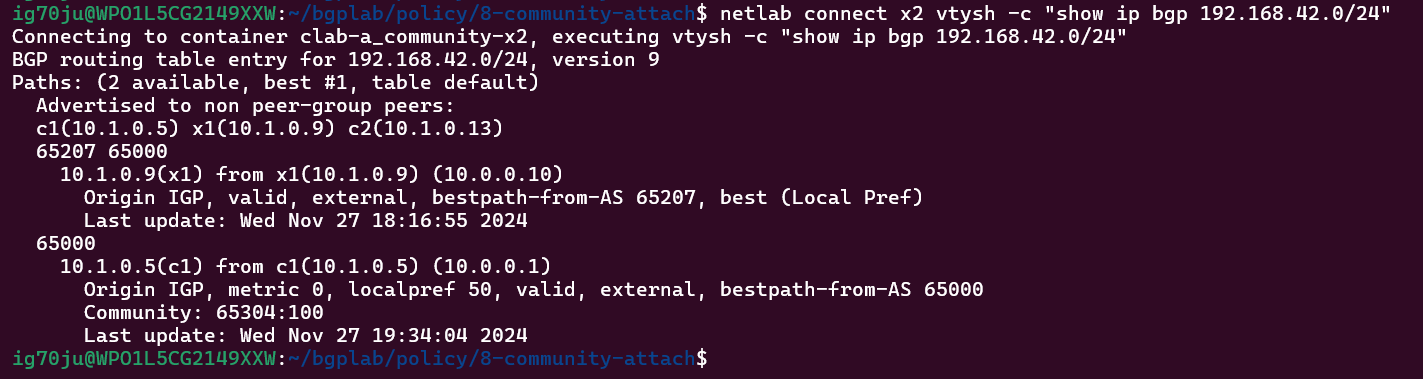 ig70ju@WPO1L5CG2149XXW:~/bgplab/policy/8-community-attach$ netlab connect x2 vtysh -c "show ip bgp 192.168.42.0/24"
Connecting to container clab-a_community-x2, executing vtysh -c "show ip bgp 192.168.42.0/24"
BGP routing table entry for 192.168.42.0/24, version 9
Paths: (2 available, best #1, table default)
  Advertised to non peer-group peers:
  c1(10.1.0.5) x1(10.1.0.9) c2(10.1.0.13)
  65207 65000
    10.1.0.9(x1) from x1(10.1.0.9) (10.0.0.10)
      Origin IGP, valid, external, bestpath-from-AS 65207, best (Local Pref)
      Last update: Wed Nov 27 18:16:55 2024
  65000
    10.1.0.5(c1) from c1(10.1.0.5) (10.0.0.1)
      Origin IGP, metric 0, localpref 50, valid, external, bestpath-from-AS 65000
      Community: 65304:100
      Last update: Wed Nov 27 19:34:04 2024
ig70ju@WPO1L5CG2149XXW:~/bgplab/policy/8-community-attach$